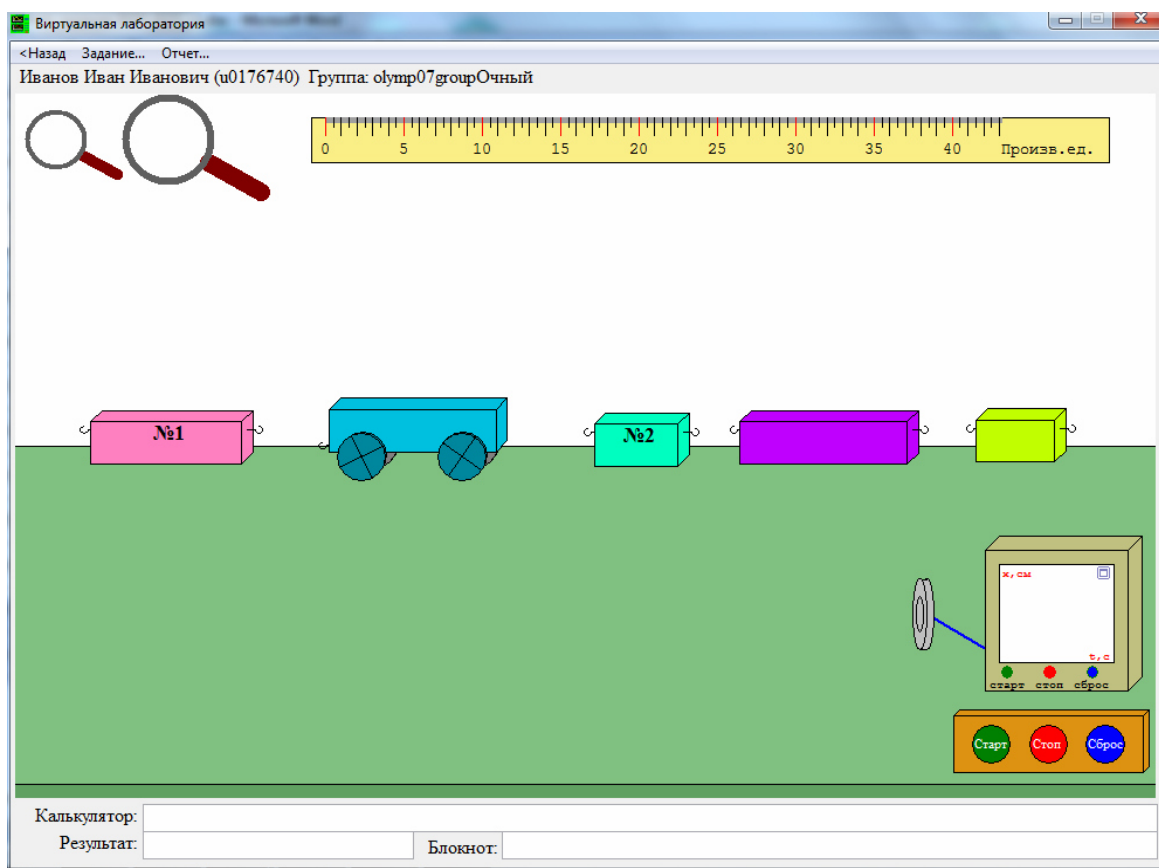 Виртуальная лаборатория
<Назад Задание... Отчет...
Иванов Иван Иванович (u0176740) Группа: olymp07groupОчный
0 5 10 15 20 25 30 35 40 Произв.ед.
№1
№2
x,см
t,с
старт стоп сброс
Старт Стоп Сброс
Калькулятор:
Результат: Блокнот: